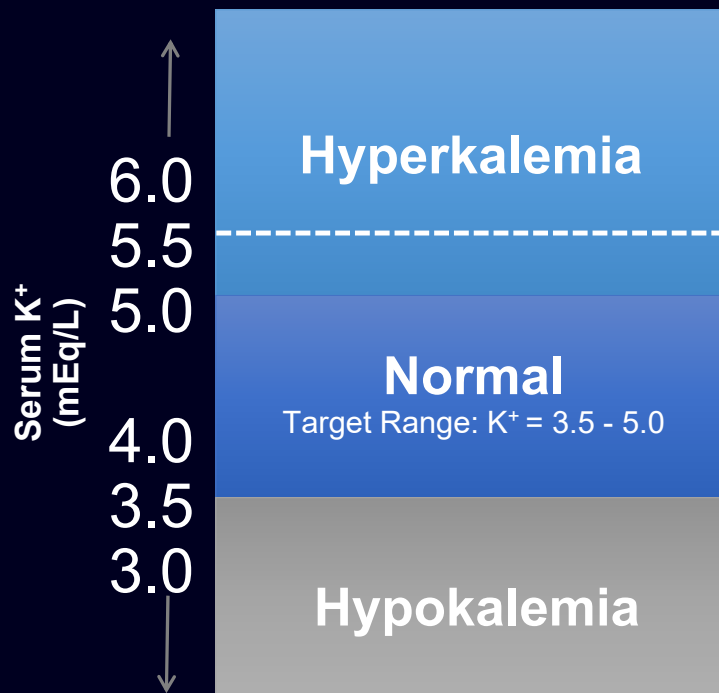 Serum K⁺
(mEq/L)
6.0
5.5
5.0
4.0
3.5
3.0
Hyperkalemia
Normal
Target Range: K⁺ = 3.5 - 5.0
Hypokalemia